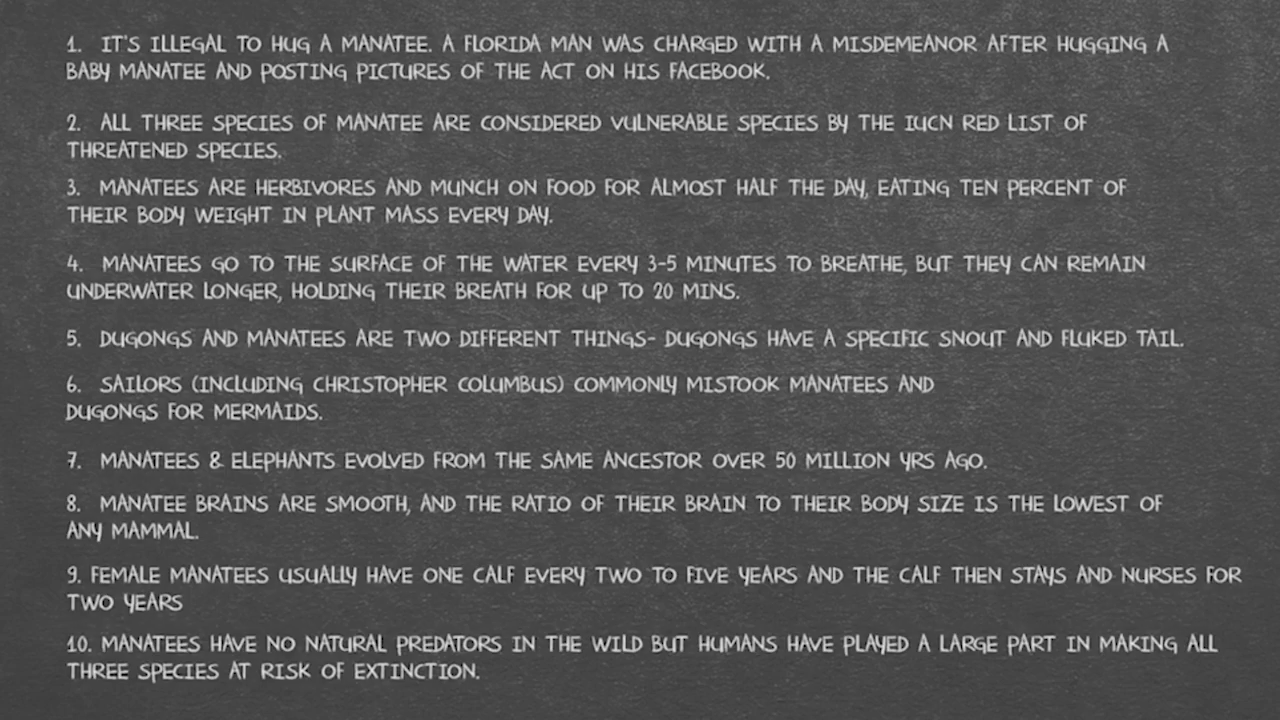 1. IT'S ILLEGAL TO HUG A MANATEE. A FLORIDA MAN WAS CHARGED WITH A MISDEMEANOR AFTER HUGGING A
BABY MANATEE AND POSTING PICTURES OF THE ACT ON HIS FACEBOOK.
2. ALL THREE SPECIES OF MANATEE ARE CONSIDERED VULNERABLE SPECIES BY THE IUCN RED LIST OF
THREATENED SPECIES.
3. MANATEES ARE HERBIVORES AND MUNCH ON FOOD FOR ALMOST HALF THE DAY, EATING TEN PERCENT OF
THEIR BODY WEIGHT IN PLANT MASS EVERY DAY.
4. MANATEES GO TO THE SURFACE OF THE WATER EVERY 3-5 MINUTES TO BREATHE, BUT THEY CAN REMAIN
UNDERWATER LONGER, HOLDING THEIR BREATH FOR UP TO 20 MINS.
5. DUGONGS AND MANATEES ARE TWO DIFFERENT THINGS- DUGONGS HAVE A SPECIFIC SNOUT AND FLUKED TAIL.
6. SAILORS (INCLUDING CHRISTOPHER COLUMBUS) COMMONLY MISTOOK MANATEES AND
DUGONGS FOR MERMAIDS.
7. MANATEES & ELEPHANTS EVOLVED FROM THE SAME ANCESTOR OVER 50 MILLION YRS AGO.
8. MANATEE BRAINS ARE SMOOTH, AND THE RATIO OF THEIR BRAIN TO THEIR BODY SIZE IS THE LOWEST OF
ANY MAMMAL.
9. FEMALE MANATEES USUALLY HAVE ONE CALF EVERY TWO TO FIVE YEARS AND THE CALF THEN STAYS AND NURSES FOR
TWO YEARS
10. MANATEES HAVE NO NATURAL PREDATORS IN THE WILD BUT HUMANS HAVE PLAYED A LARGE PART IN MAKING ALL
THREE SPECIES AT RISK OF EXTINCTION.